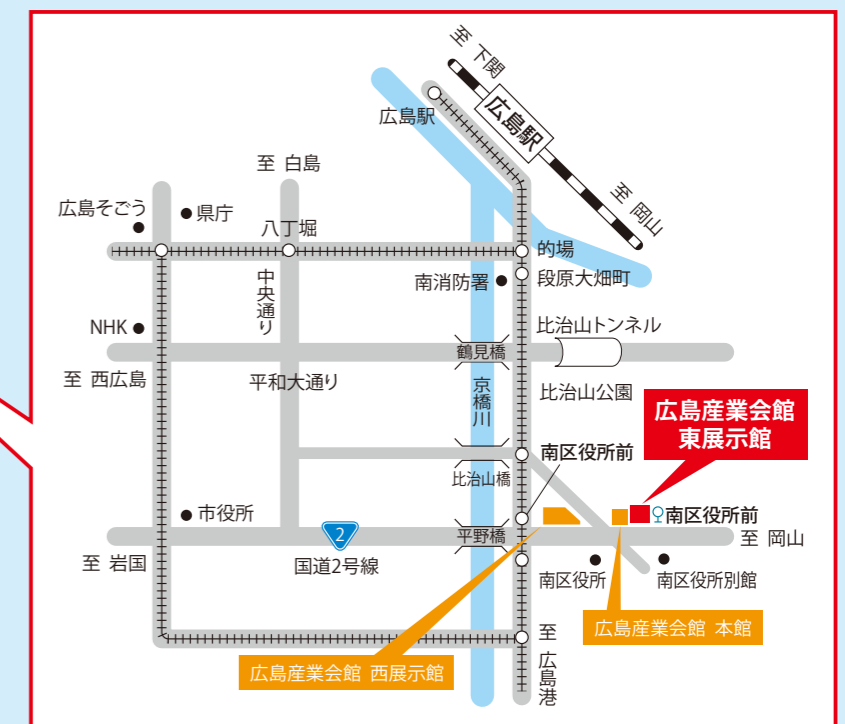 至 下関
広島駅
広島駅
至 岡山
至 白島
広島そごう
県庁
八丁堀
的場
中央通り
南消防署
段原大畑町
NHK
比治山トンネル
鶴見橋
至 西広島
平和大通り
京橋川
比治山公園
広島産業会館
東展示館
南区役所前
比治山橋
市役所
2
平野橋
南区役所前
至 岡山
至 岩国
国道2号線
南区役所
南区役所別館
広島産業会館 本館
至 広島港
広島産業会館 西展示館